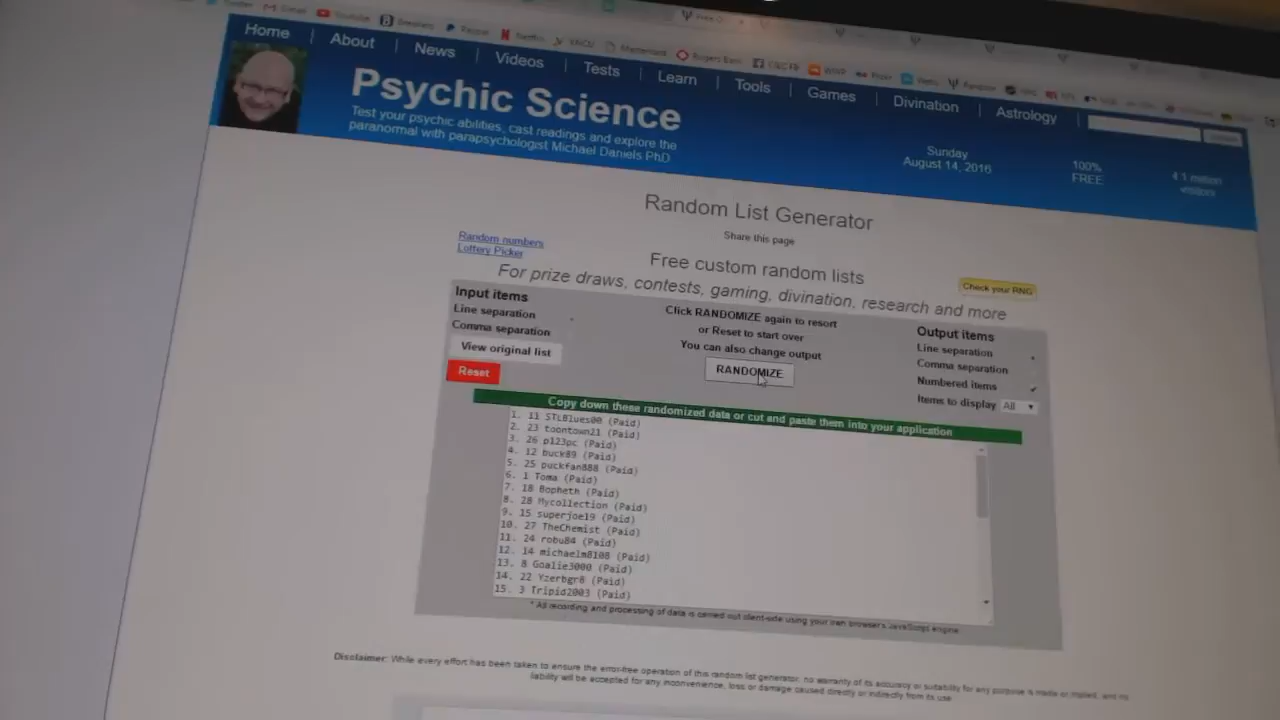 Twitter Gmail Youtube Breakers Paypal Netflix
Home About News Videos Tests Learn Tools Games Divination Astrology
Psychic Science
Test your psychic abilities, cast readings and explore the
paranormal with parapsychologist Michael Daniels PhD
Sunday
August 14, 2016
100%
FREE
4.1 million
visitors
Random List Generator
Share this page
Random numbers
Lottery Picker
Free custom random lists
Check your RNG
For prize draws, contests, gaming, divination, research and more
Input items
Line separation
Comma separation
View original list
Reset
Click RANDOMIZE again to resort
or Reset to start over
You can also change output
RANDOMIZE
Output items
Line separation
Comma separation
Numbered items
Items to display All
Copy down these randomized data or cut and paste them into your application
1. 11 STLBlues00 (Paid)
2. 23 toontown21 (Paid)
3. 26 p123pc (Paid)
4. 12 buck89 (Paid)
5. 25 puckfan888 (Paid)
6. 1 Toma (Paid)
7. 18 Bopheth (Paid)
8. 28 Mycollection (Paid)
9. 15 superjoe19 (Paid)
10. 27 TheChemist (Paid)
11. 24 robu84 (Paid)
12. 14 michaelm8108 (Paid)
13. 8 Goalie3000 (Paid)
14. 22 Yzerbgr8 (Paid)
15. 3 Tripid2003 (Paid)
* All recording and processing of data is carried out client-side using your own browser's JavaScript engine.
Disclaimer: While every effort has been taken to ensure the error-free operation of this random list generator, no warranty of its accuracy or suitability for any purpose is made or implied, and no
liability will be accepted for any inconvenience, loss or damage caused directly or indirectly from its use.